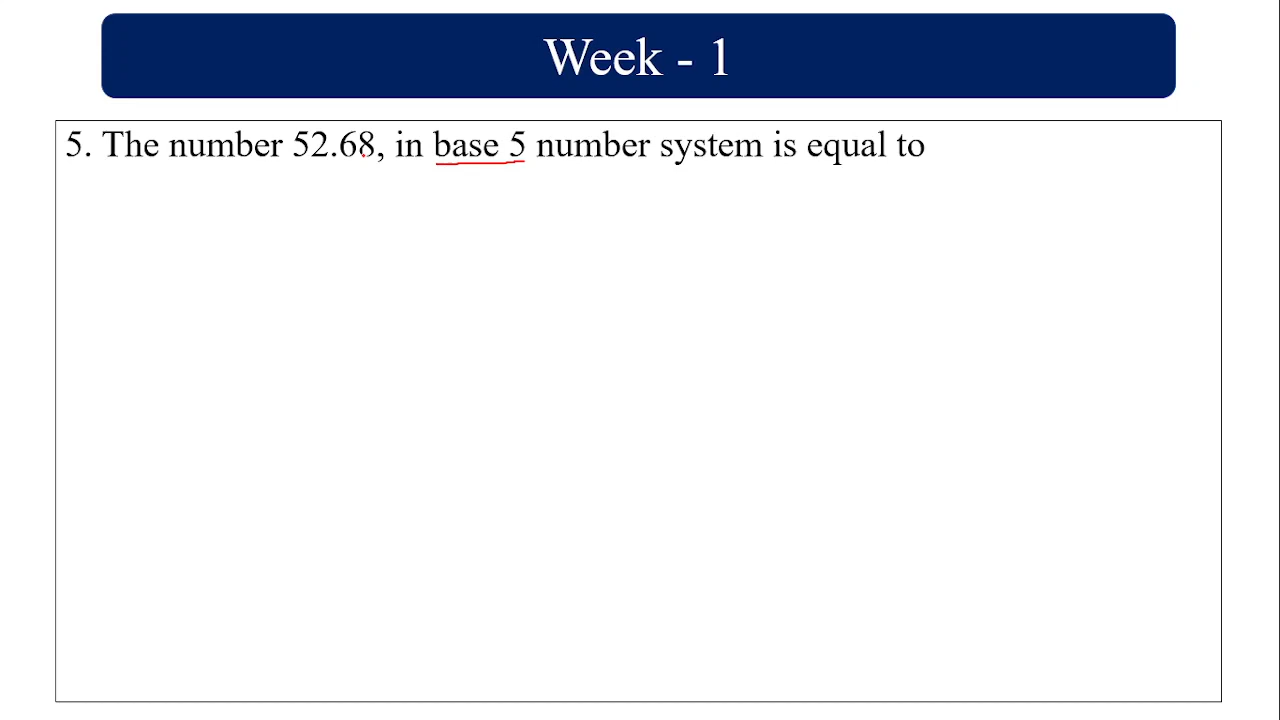 Week - 1
5. The number 52.68, in base 5 number system is equal to